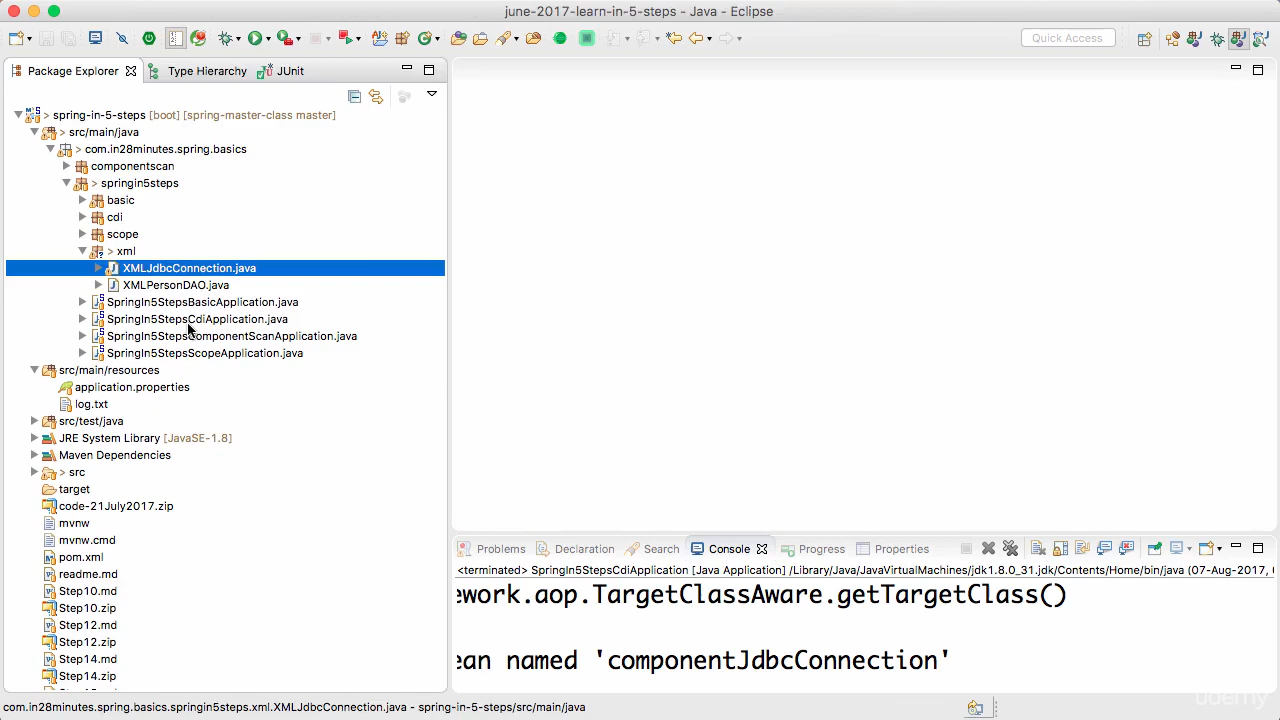 june-2017-learn-in-5-steps - Java - Eclipse
Quick Access
Package Explorer
Type Hierarchy
JUnit
> spring-in-5-steps [boot] [spring-master-class master]
> src/main/java
> com.in28minutes.spring.basics
componentscan
> springin5steps
basic
cdi
scope
> xml
XMLJdbcConnection.java
XMLPersonDAO.java
SpringIn5StepsBasicApplication.java
SpringIn5StepsCdiApplication.java
SpringIn5StepsComponentScanApplication.java
SpringIn5StepsScopeApplication.java
src/main/resources
application.properties
log.txt
src/test/java
JRE System Library [JavaSE-1.8]
Maven Dependencies
> src
target
code-21July2017.zip
mvnw
mvnw.cmd
pom.xml
readme.md
Step10.md
Step10.zip
Step12.md
Step12.zip
Step14.md
Step14.zip
Problems
Declaration
Search
Console
Progress
Properties
<terminated> SpringIn5StepsCdiApplication [Java Application] /Library/Java/JavaVirtualMachines/jdk1.8.0_31.jdk/Contents/Home/bin/java (07-Aug-2017,
ework.aop.TargetClassAware.getTargetClass()
ean named 'componentJdbcConnection'
com.in28minutes.spring.basics.springin5steps.xml.XMLJdbcConnection.java - spring-in-5-steps/src/main/java
udemy